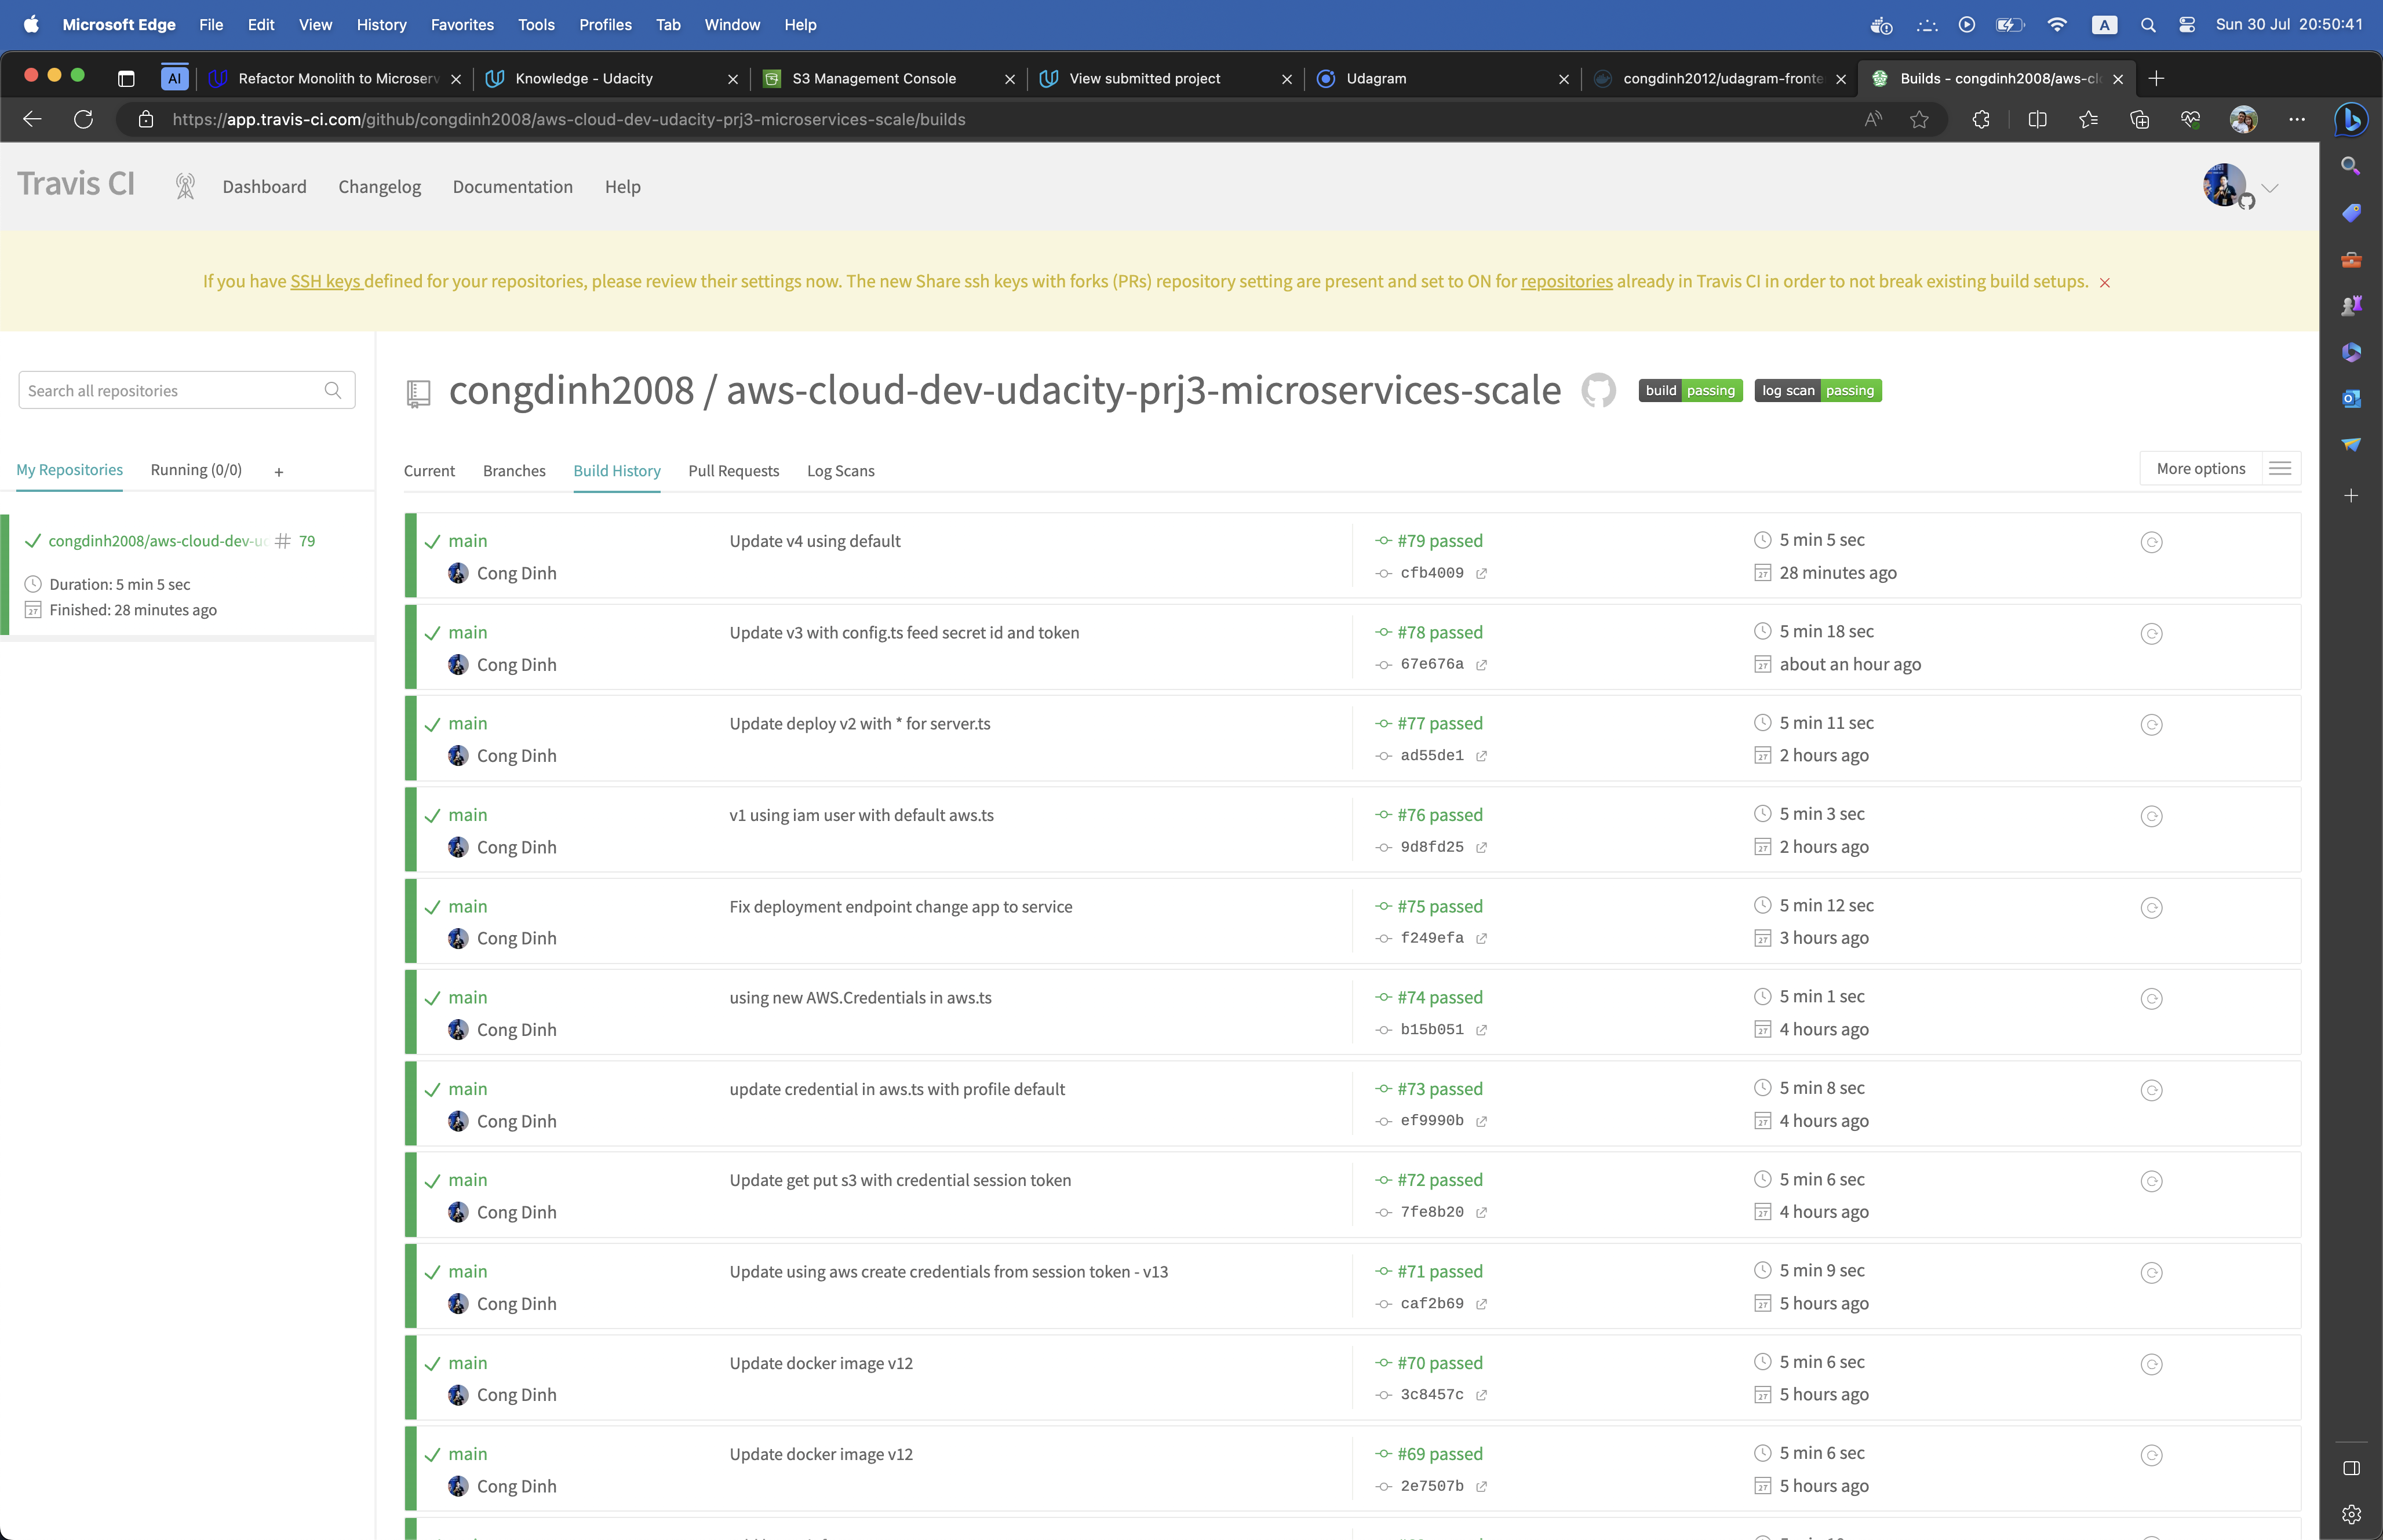 Microsoft Edge File Edit View History Favorites Tools Profiles Tab Window Help A Sun 30 Jul 20:50:41
AI Refactor Monolith to Microserv Knowledge - Udacity S3 Management Console View submitted project Udagram congdinh2012/udagram-fronte Builds - congdinh2008/aws-cl
https://app.travis-ci.com/github/congdinh2008/aws-cloud-dev-udacity-prj3-microservices-scale/builds
Travis CI Dashboard Changelog Documentation Help
If you have SSH keys defined for your repositories, please review their settings now. The new Share ssh keys with forks (PRs) repository setting are present and set to ON for repositories already in Travis CI in order to not break existing build setups.
Search all repositories
My Repositories Running (0/0) +
congdinh2008/aws-cloud-dev-uc # 79
Duration: 5 min 5 sec
Finished: 28 minutes ago
congdinh2008 / aws-cloud-dev-udacity-prj3-microservices-scale build passing log scan passing
Current Branches Build History Pull Requests Log Scans More options
main Update v4 using default #79 passed 5 min 5 sec
Cong Dinh cfb4009 28 minutes ago
main Update v3 with config.ts feed secret id and token #78 passed 5 min 18 sec
Cong Dinh 67e676a about an hour ago
main Update deploy v2 with * for server.ts #77 passed 5 min 11 sec
Cong Dinh ad55de1 2 hours ago
main v1 using iam user with default aws.ts #76 passed 5 min 3 sec
Cong Dinh 9d8fd25 2 hours ago
main Fix deployment endpoint change app to service #75 passed 5 min 12 sec
Cong Dinh f249efa 3 hours ago
main using new AWS.Credentials in aws.ts #74 passed 5 min 1 sec
Cong Dinh b15b051 4 hours ago
main update credential in aws.ts with profile default #73 passed 5 min 8 sec
Cong Dinh ef9990b 4 hours ago
main Update get put s3 with credential session token #72 passed 5 min 6 sec
Cong Dinh 7fe8b20 4 hours ago
main Update using aws create credentials from session token - v13 #71 passed 5 min 9 sec
Cong Dinh caf2b69 5 hours ago
main Update docker image v12 #70 passed 5 min 6 sec
Cong Dinh 3c8457c 5 hours ago
main Update docker image v12 #69 passed 5 min 6 sec
Cong Dinh 2e7507b 5 hours ago